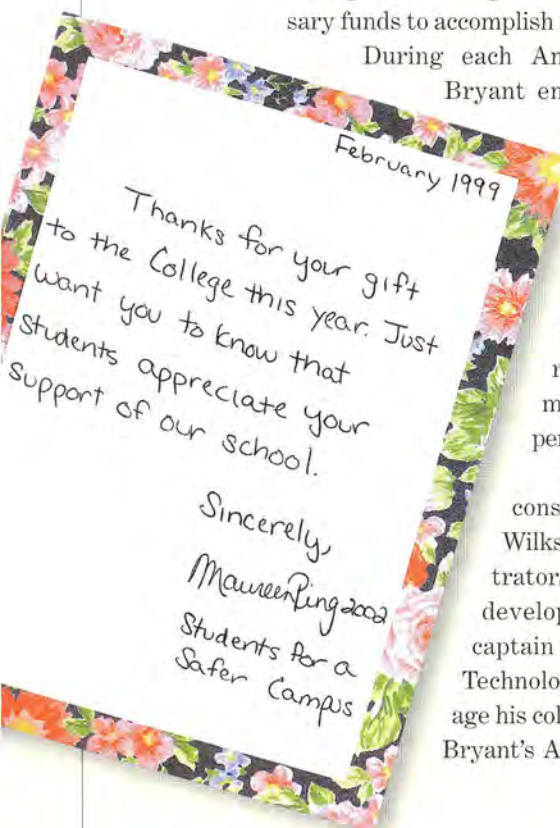 sary funds to accomplish
During each An
Bryant en
February 1999
Thanks for your gift
to the College this year. Just
want you to know that
students appreciate your
support of our school.
Sincerely,
Maureen Ring 2002
Students for a
Safer Campus
r
m
per
cons
Wilks
trator
develop
captain
Technolo
age his col
Bryant's A